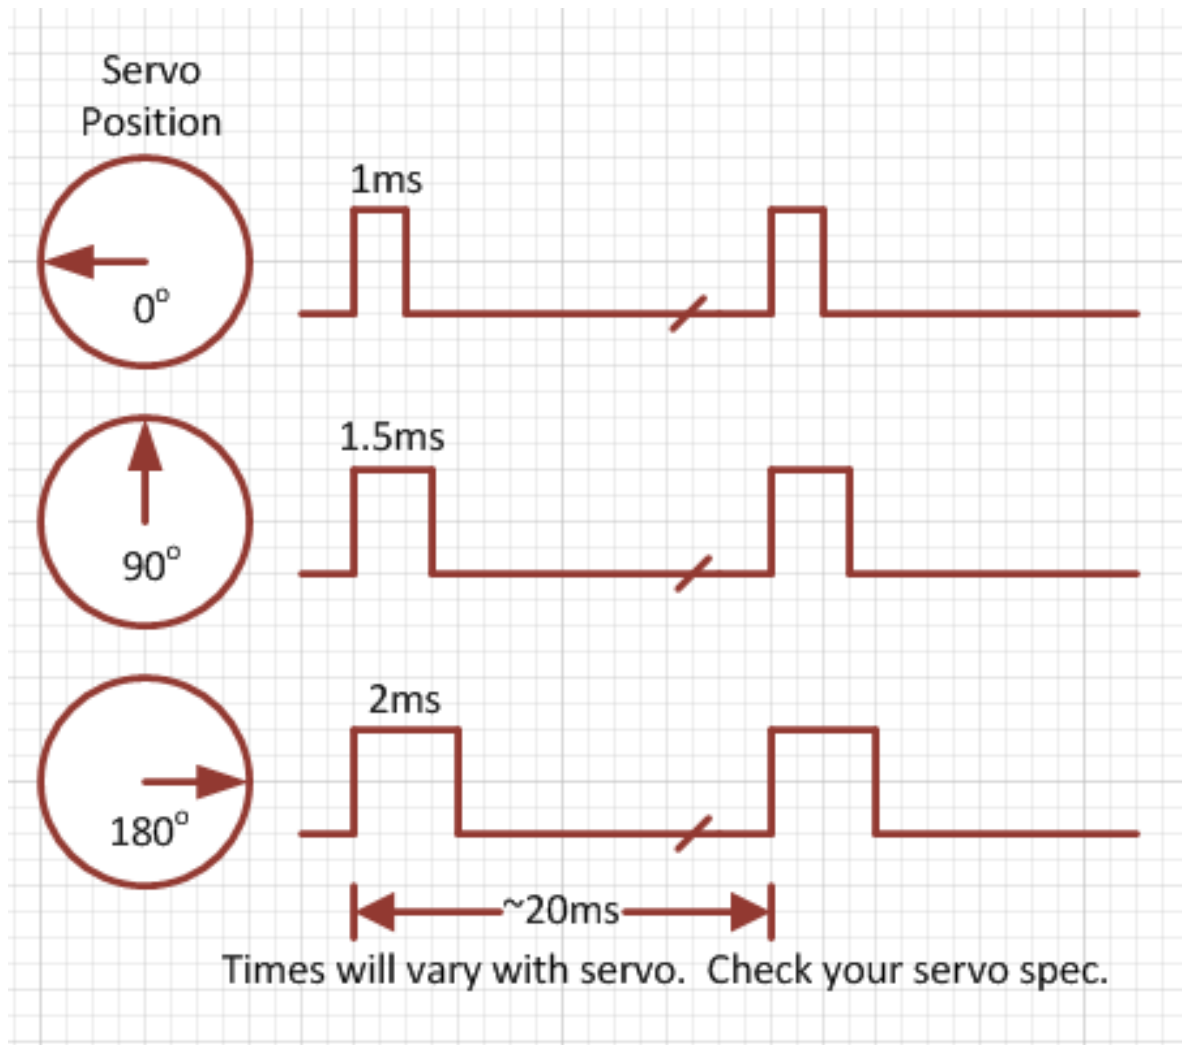 Servo
Position
1ms
0°
1.5ms
90°
2ms
180°
~20ms
Times will vary with servo.  Check your servo spec.